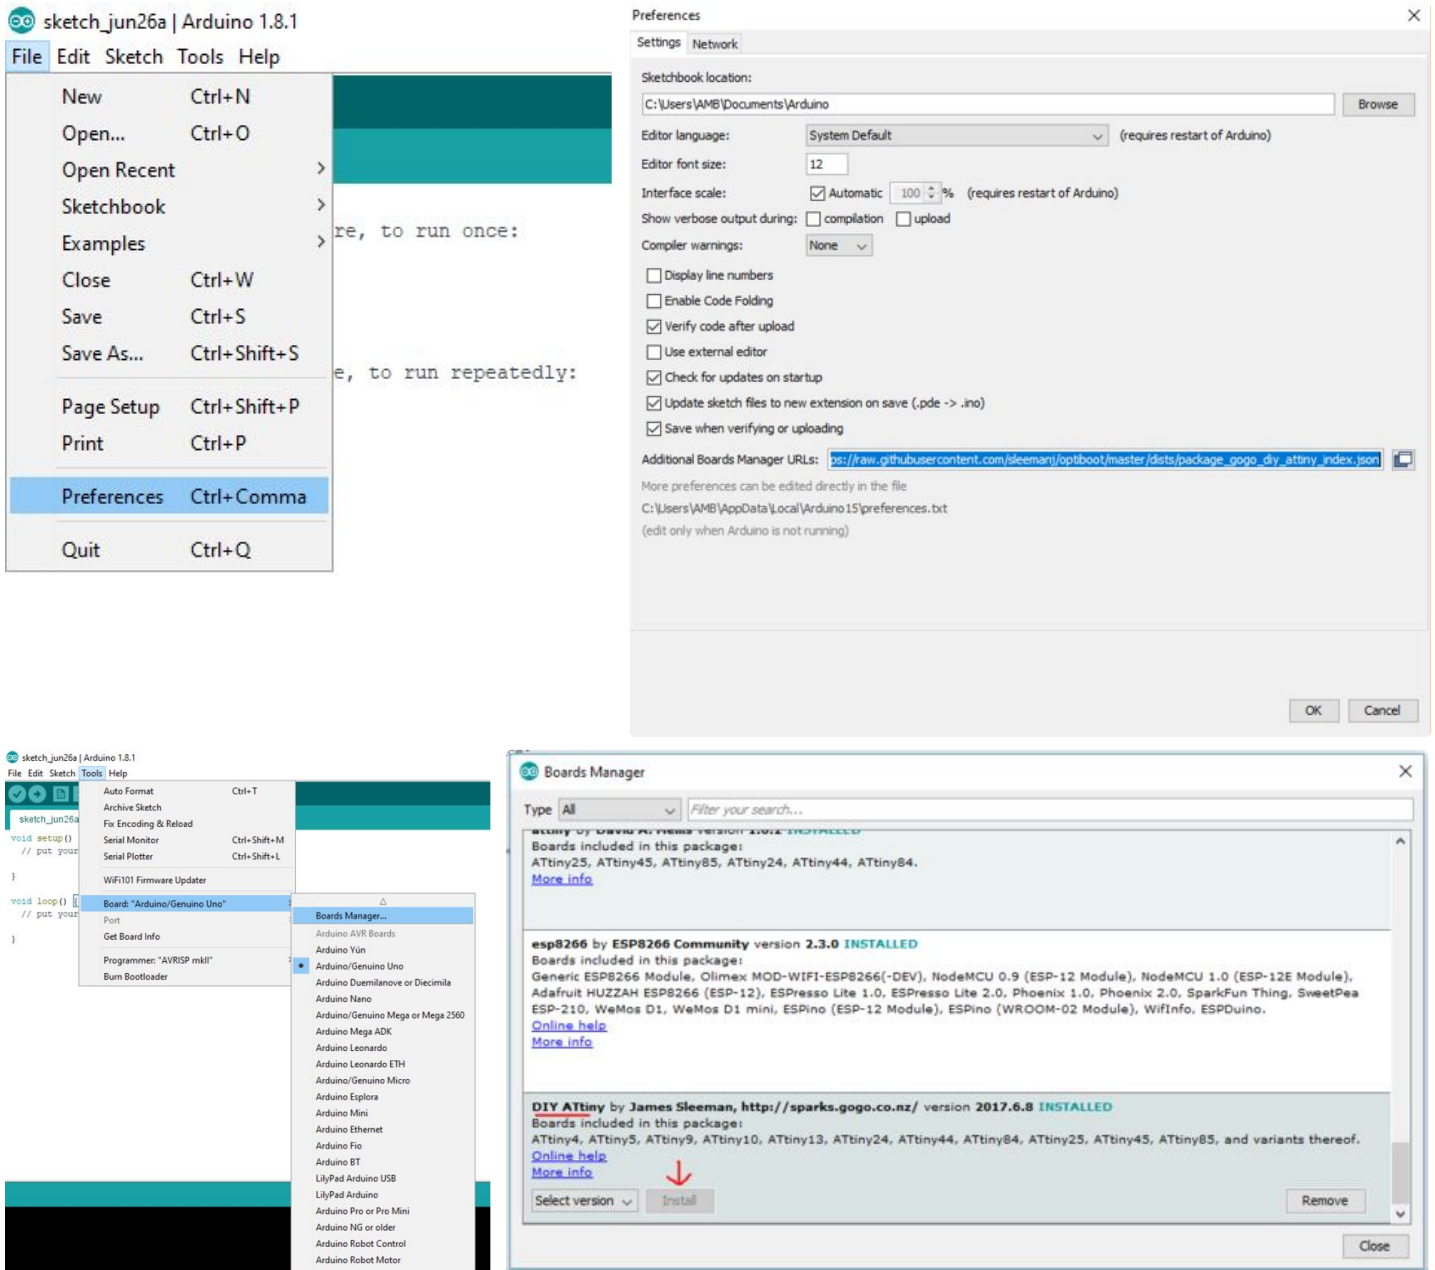 sketch_jun26a | Arduino 1.8.1
File Edit Sketch Tools Help
New Ctrl+N
Open... Ctrl+O
Open Recent
Sketchbook
Examples
Close Ctrl+W
Save Ctrl+S
Save As... Ctrl+Shift+S
Page Setup Ctrl+Shift+P
Print Ctrl+P
Preferences Ctrl+Comma
Quit Ctrl+Q
re, to run once:
e, to run repeatedly:
Preferences
Settings Network
Sketchbook location:
C:\Users\AMB\Documents\Arduino Browse
Editor language: System Default (requires restart of Arduino)
Editor font size: 12
Interface scale: Automatic 100 % (requires restart of Arduino)
Show verbose output during: compilation upload
Compiler warnings: None
Display line numbers
Enable Code Folding
Verify code after upload
Use external editor
Check for updates on startup
Update sketch files to new extension on save (.pde -> .ino)
Save when verifying or uploading
Additional Boards Manager URLs: ps://raw.githubusercontent.com/sleemanj/optiboot/master/dists/package_gogo_diy_attiny_index.json
More preferences can be edited directly in the file
C:\Users\AMB\AppData\Local\Arduino15\preferences.txt
(edit only when Arduino is not running)
OK Cancel
sketch_jun26a | Arduino 1.8.1
File Edit Sketch Tools Help
sketch_jun26a
void setup()
// put your
}
void loop() {
// put your
}
Auto Format Ctrl+T
Archive Sketch
Fix Encoding & Reload
Serial Monitor Ctrl+Shift+M
Serial Plotter Ctrl+Shift+L
WiFi101 Firmware Updater
Board: "Arduino/Genuino Uno"
Port
Get Board Info
Programmer: "AVRISP mkII"
Burn Bootloader
Boards Manager...
Arduino AVR Boards
Arduino Yún
Arduino/Genuino Uno
Arduino Duemilanove or Diecimila
Arduino Nano
Arduino/Genuino Mega or Mega 2560
Arduino Mega ADK
Arduino Leonardo
Arduino Leonardo ETH
Arduino/Genuino Micro
Arduino Esplora
Arduino Mini
Arduino Ethernet
Arduino Fio
Arduino BT
LilyPad Arduino USB
LilyPad Arduino
Arduino Pro or Pro Mini
Arduino NG or older
Arduino Robot Control
Arduino Robot Motor
Boards Manager
Type All Filter your search...
attiny by David A. Mellis version 1.0.2 INSTALLED
Boards included in this package:
ATtiny25, ATtiny45, ATtiny85, ATtiny24, ATtiny44, ATtiny84.
More info
esp8266 by ESP8266 Community version 2.3.0 INSTALLED
Boards included in this package:
Generic ESP8266 Module, Olimex MOD-WIFI-ESP8266(-DEV), NodeMCU 0.9 (ESP-12 Module), NodeMCU 1.0 (ESP-12E Module),
Adafruit HUZZAH ESP8266 (ESP-12), ESPresso Lite 1.0, ESPresso Lite 2.0, Phoenix 1.0, Phoenix 2.0, SparkFun Thing, SweetPea
ESP-210, WeMos D1, WeMos D1 mini, ESPino (ESP-12 Module), ESPino (WROOM-02 Module), WifInfo, ESPDuino.
Online help
More info
DIY ATtiny by James Sleeman, http://sparks.gogo.co.nz/ version 2017.6.8 INSTALLED
Boards included in this package:
ATtiny4, ATtiny5, ATtiny9, ATtiny10, ATtiny13, ATtiny24, ATtiny44, ATtiny84, ATtiny25, ATtiny45, ATtiny85, and variants thereof.
Online help
More info
Select version Install Remove
Close